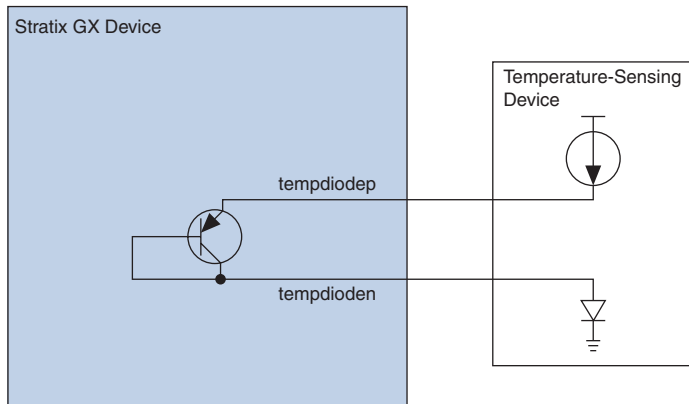 Stratix GX Device
Temperature-Sensing
Device
tempdiodep
tempdioden